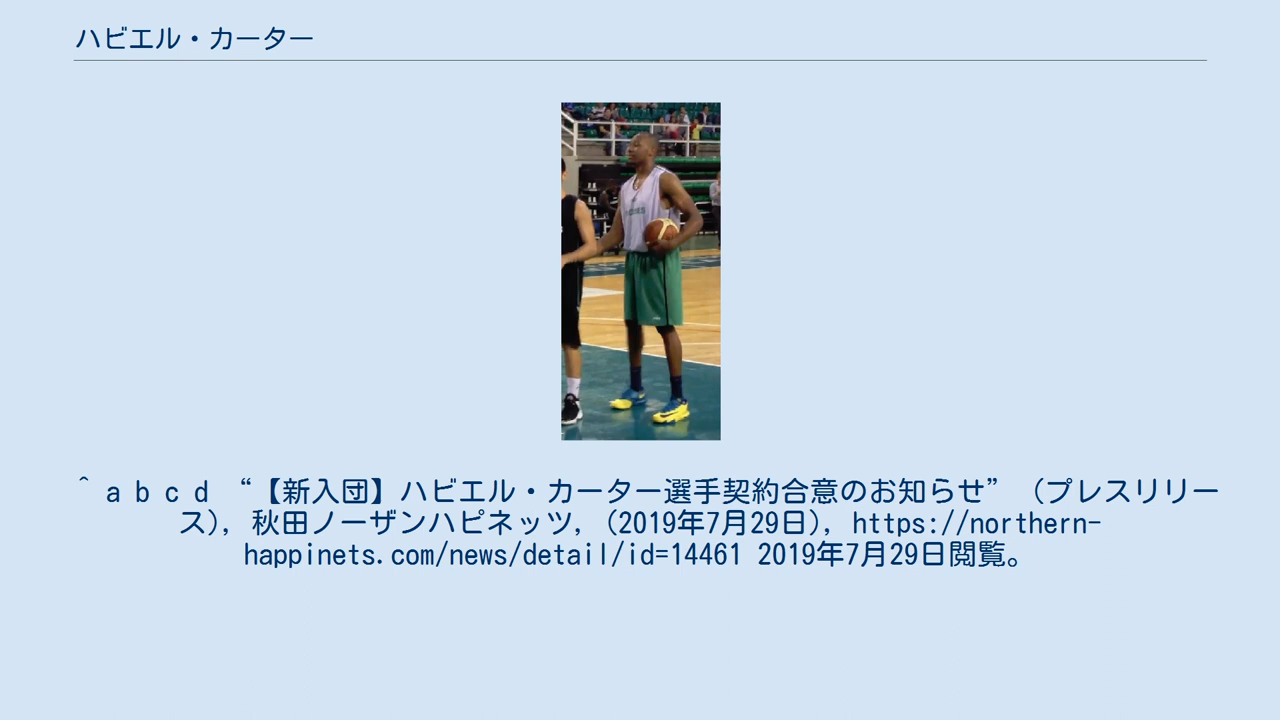 ハビエル・カーター
^ a b c d “【新入団】ハビエル・カーター選手契約合意のお知らせ” (プレスリリー
ス), 秋田ノーザンハピネッツ, (2019年7月29日), https://northern-
happinets.com/news/detail/id=14461 2019年7月29日閲覧。